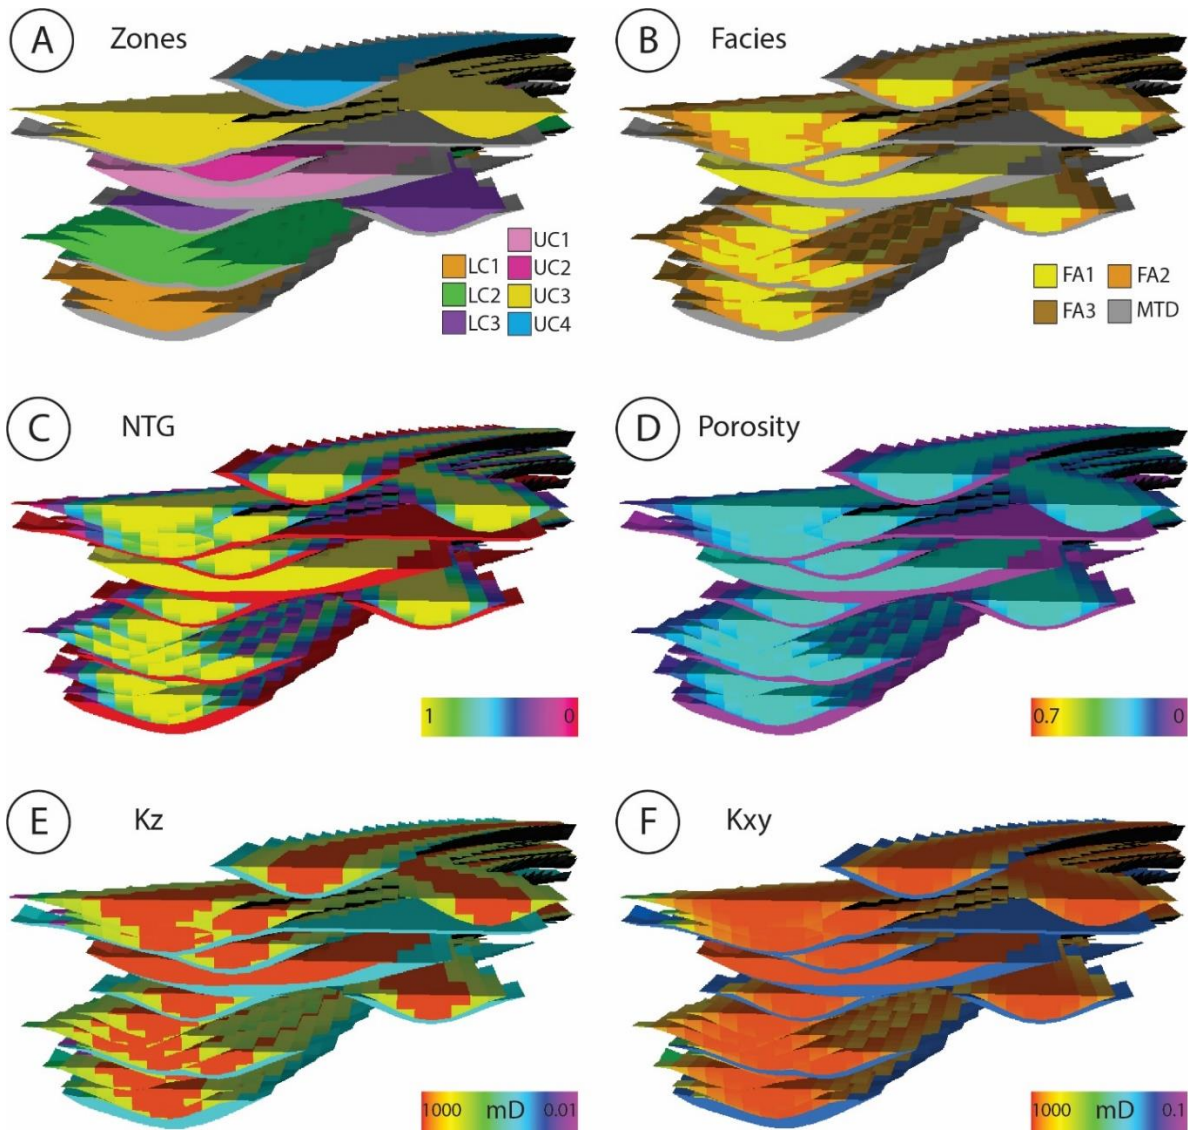 A Zones
B Facies
UC1
LC1 UC2
LC2 UC3
LC3 UC4
FA1 FA2
FA3 MTD
C NTG
D Porosity
1 0
0.7 0
E Kz
F Kxy
1000 mD 0.01
1000 mD 0.1